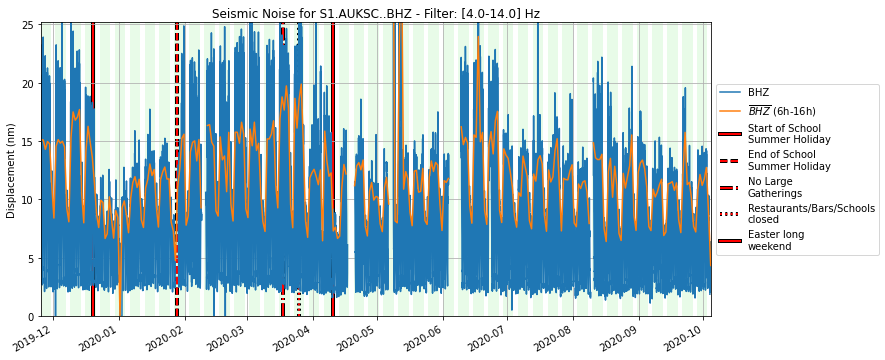 Seismic Noise for S1.AUKSC..BHZ - Filter: [4.0-14.0] Hz
Displacement (nm)
25
20
15
10
5
0
2019-12
2020-01
2020-02
2020-03
2020-04
2020-05
2020-06
2020-07
2020-08
2020-09
2020-10
BHZ
BHZ (6h-16h)
Start of School
Summer Holiday
End of School
Summer Holiday
No Large
Gatherings
Restaurants/Bars/Schools
closed
Easter long
weekend